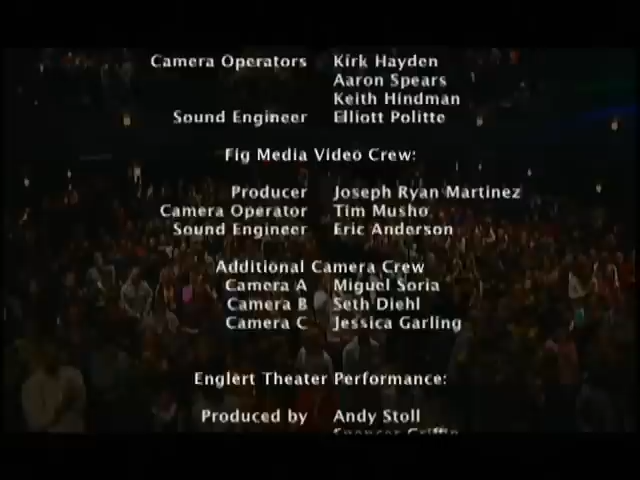 Camera Operators Kirk Hayden
Aaron Spears
Keith Hindman
Sound Engineer Elliott Politte
Fig Media Video Crew:
Producer Joseph Ryan Martinez
Camera Operator Tim Musho
Sound Engineer Eric Anderson
Additional Camera Crew
Camera A Miguel Soria
Camera B Seth Diehl
Camera C Jessica Garling
Englert Theater Performance:
Produced by Andy Stoll
Spencer Griffin